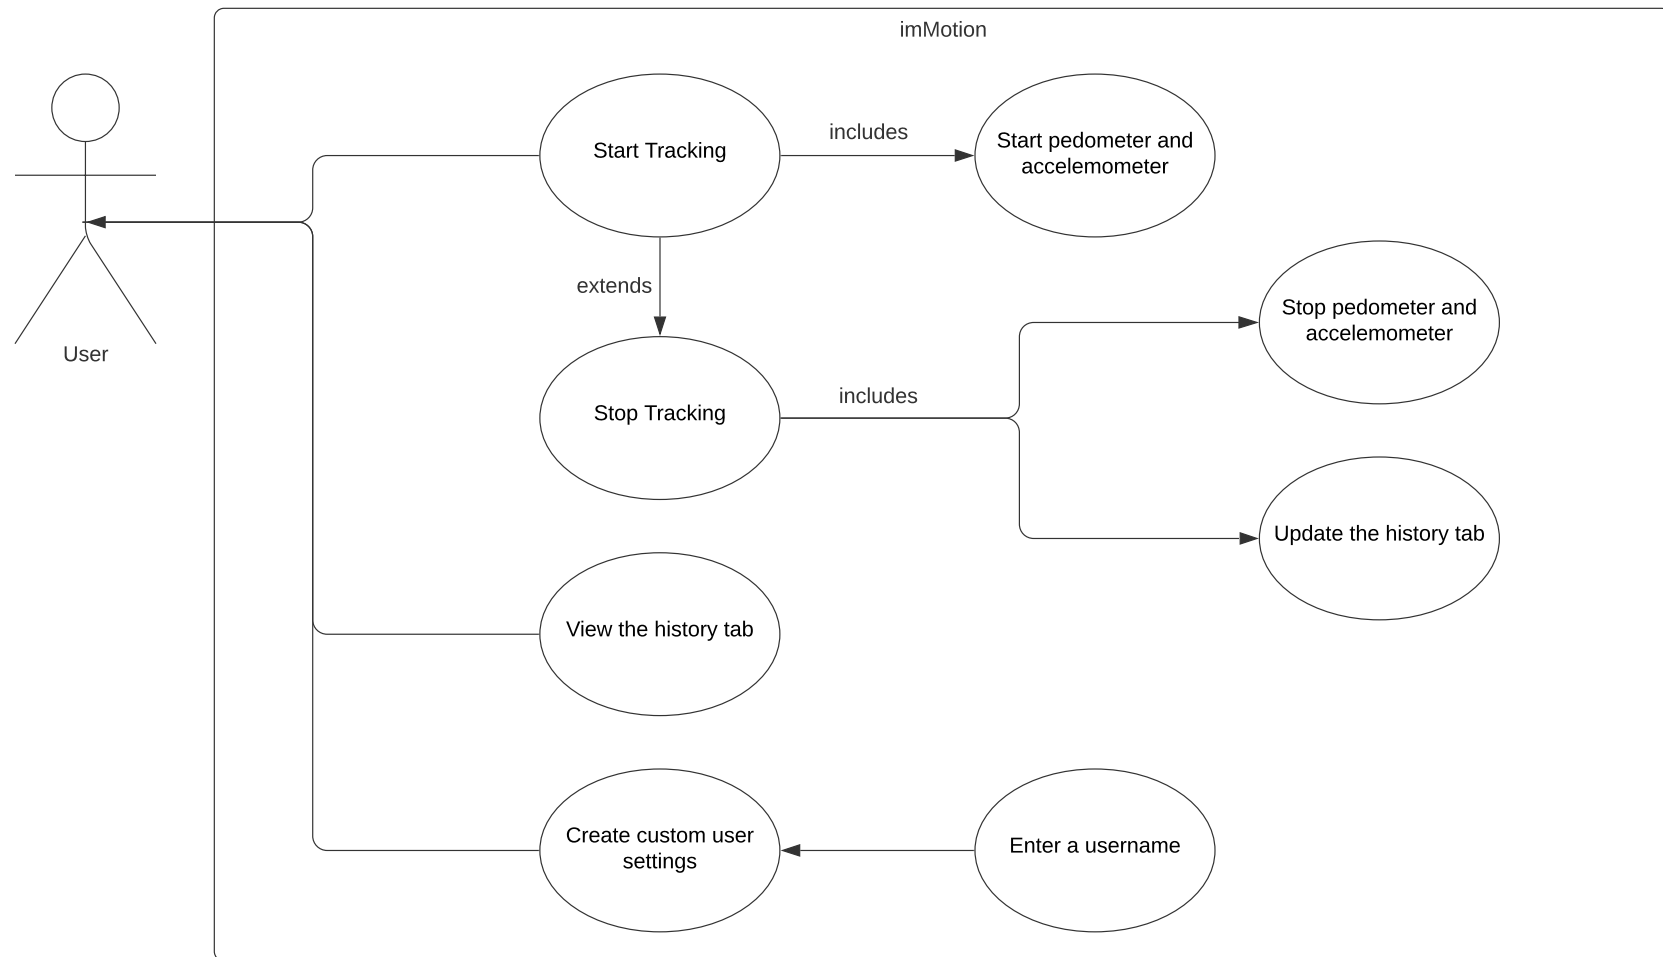 imMotion
Start Tracking
includes
Start pedometer and
accelemometer
extends
Stop pedometer and
accelemometer
User
Stop Tracking
includes
Update the history tab
View the history tab
Create custom user
settings
Enter a username